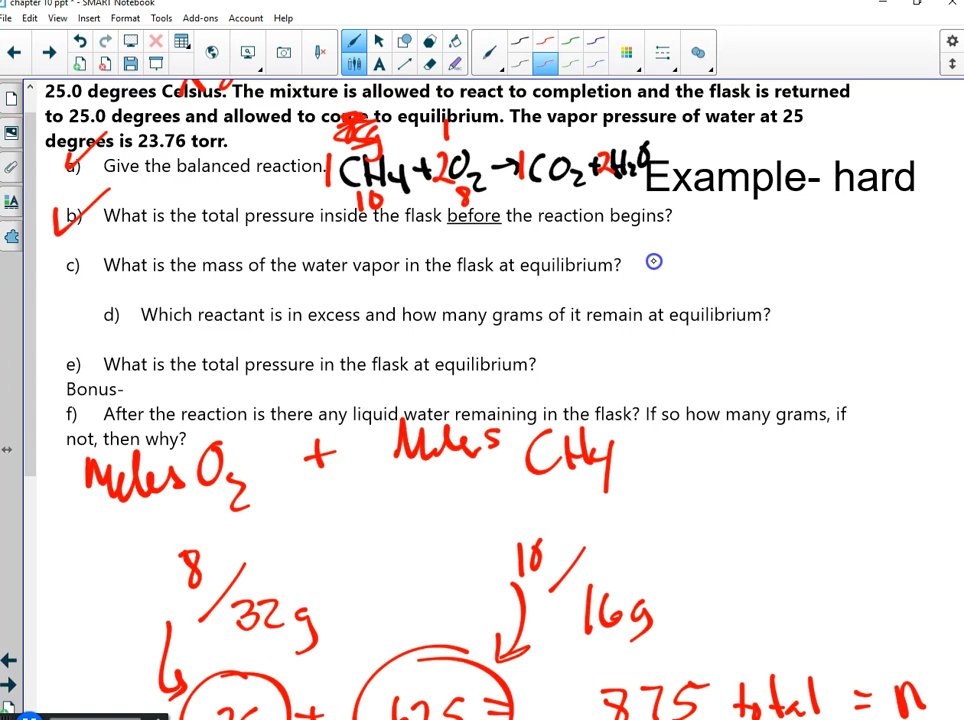 chapter 10 ppt * - SMART Notebook
File Edit View Insert Format Tools Add-ons Account Help
25.0 degrees Celsius. The mixture is allowed to react to completion and the flask is returned
to 25.0 degrees and allowed to come to equilibrium. The vapor pressure of water at 25
degrees is 23.76 torr.
a) Give the balanced reaction.
1 CH4 + 2O2 → 1CO2 + 2H2O
10 8
Example- hard
b) What is the total pressure inside the flask before the reaction begins?
c) What is the mass of the water vapor in the flask at equilibrium?
d) Which reactant is in excess and how many grams of it remain at equilibrium?
e) What is the total pressure in the flask at equilibrium?
Bonus-
f) After the reaction is there any liquid water remaining in the flask? If so how many grams, if
not, then why?
Moles O2 + Moles CH4
8/32g 10/16g
.25 + .625 = .875 total = n